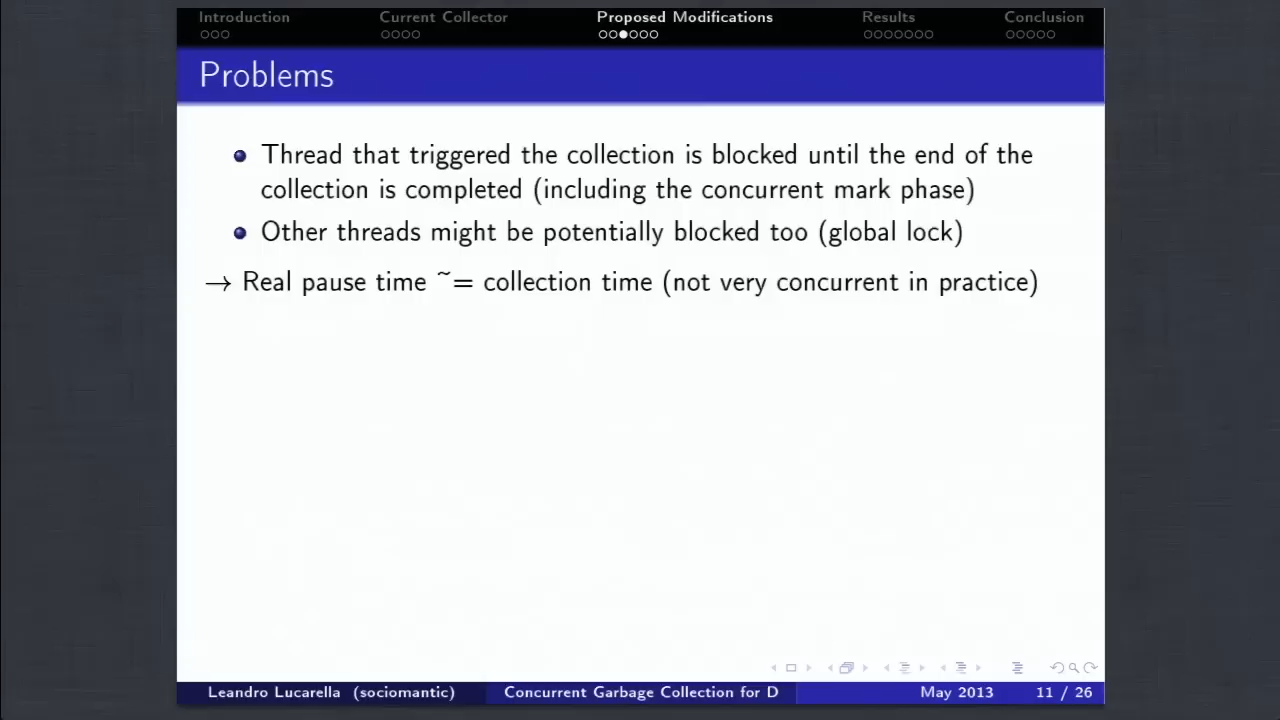 Introduction Current Collector Proposed Modifications Results Conclusion
Problems
Thread that triggered the collection is blocked until the end of the
collection is completed (including the concurrent mark phase)
Other threads might be potentially blocked too (global lock)
→ Real pause time ~= collection time (not very concurrent in practice)
Leandro Lucarella (sociomantic) Concurrent Garbage Collection for D May 2013 11 / 26